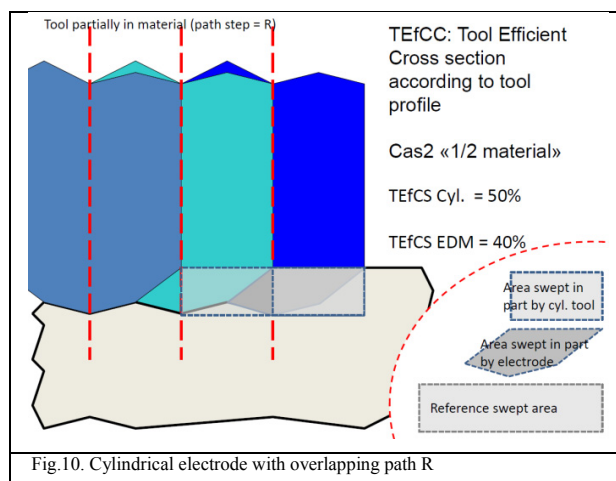 Tool partially in material (path step = R)
TEfCC: Tool Efficient
Cross section
according to tool
profile
Cas2 «1/2 material»
TEfCS Cyl. = 50%
TEfCS EDM = 40%
Area swept in
part by cyl. tool
Area swept in part
by electrode
Reference swept area
Fig.10. Cylindrical electrode with overlapping path R